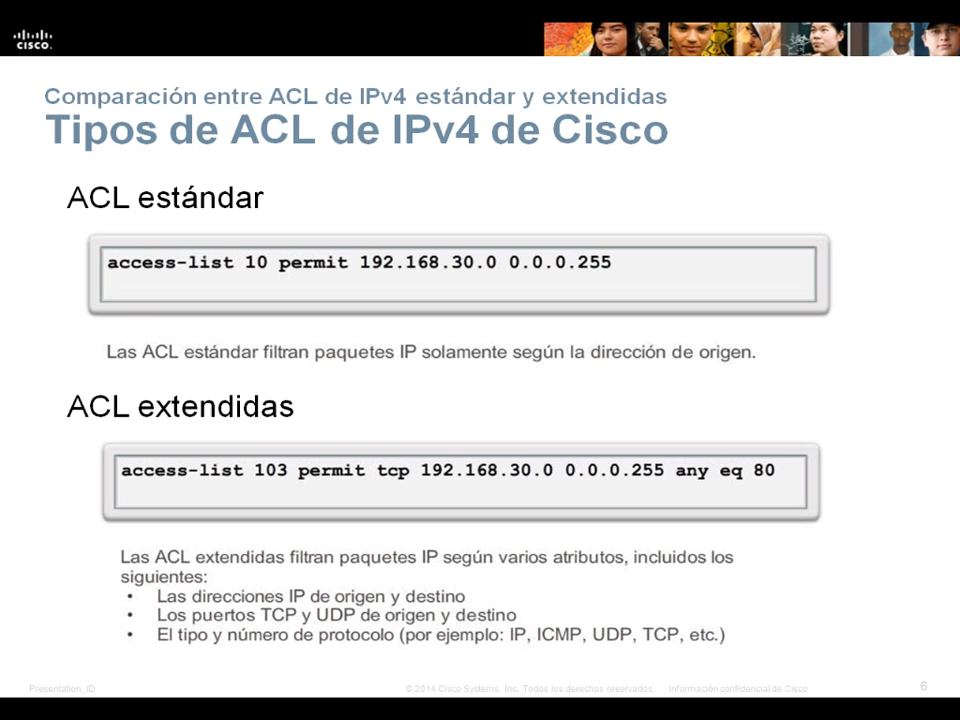 CISCO.
Comparación entre ACL de IPv4 estándar y extendidas
Tipos de ACL de IPv4 de Cisco
ACL estándar
access-list 10 permit 192.168.30.0 0.0.0.255
Las ACL estándar filtran paquetes IP solamente según la dirección de origen.
ACL extendidas
access-list 103 permit tcp 192.168.30.0 0.0.0.255 any eq 80
Las ACL extendidas filtran paquetes IP según varios atributos, incluidos los
siguientes:
• Las direcciones IP de origen y destino
• Los puertos TCP y UDP de origen y destino
• El tipo y número de protocolo (por ejemplo: IP, ICMP, UDP, TCP, etc.)
Presentation_ID © 2014 Cisco Systems, Inc. Todos los derechos reservados. Información confidencial de Cisco 6